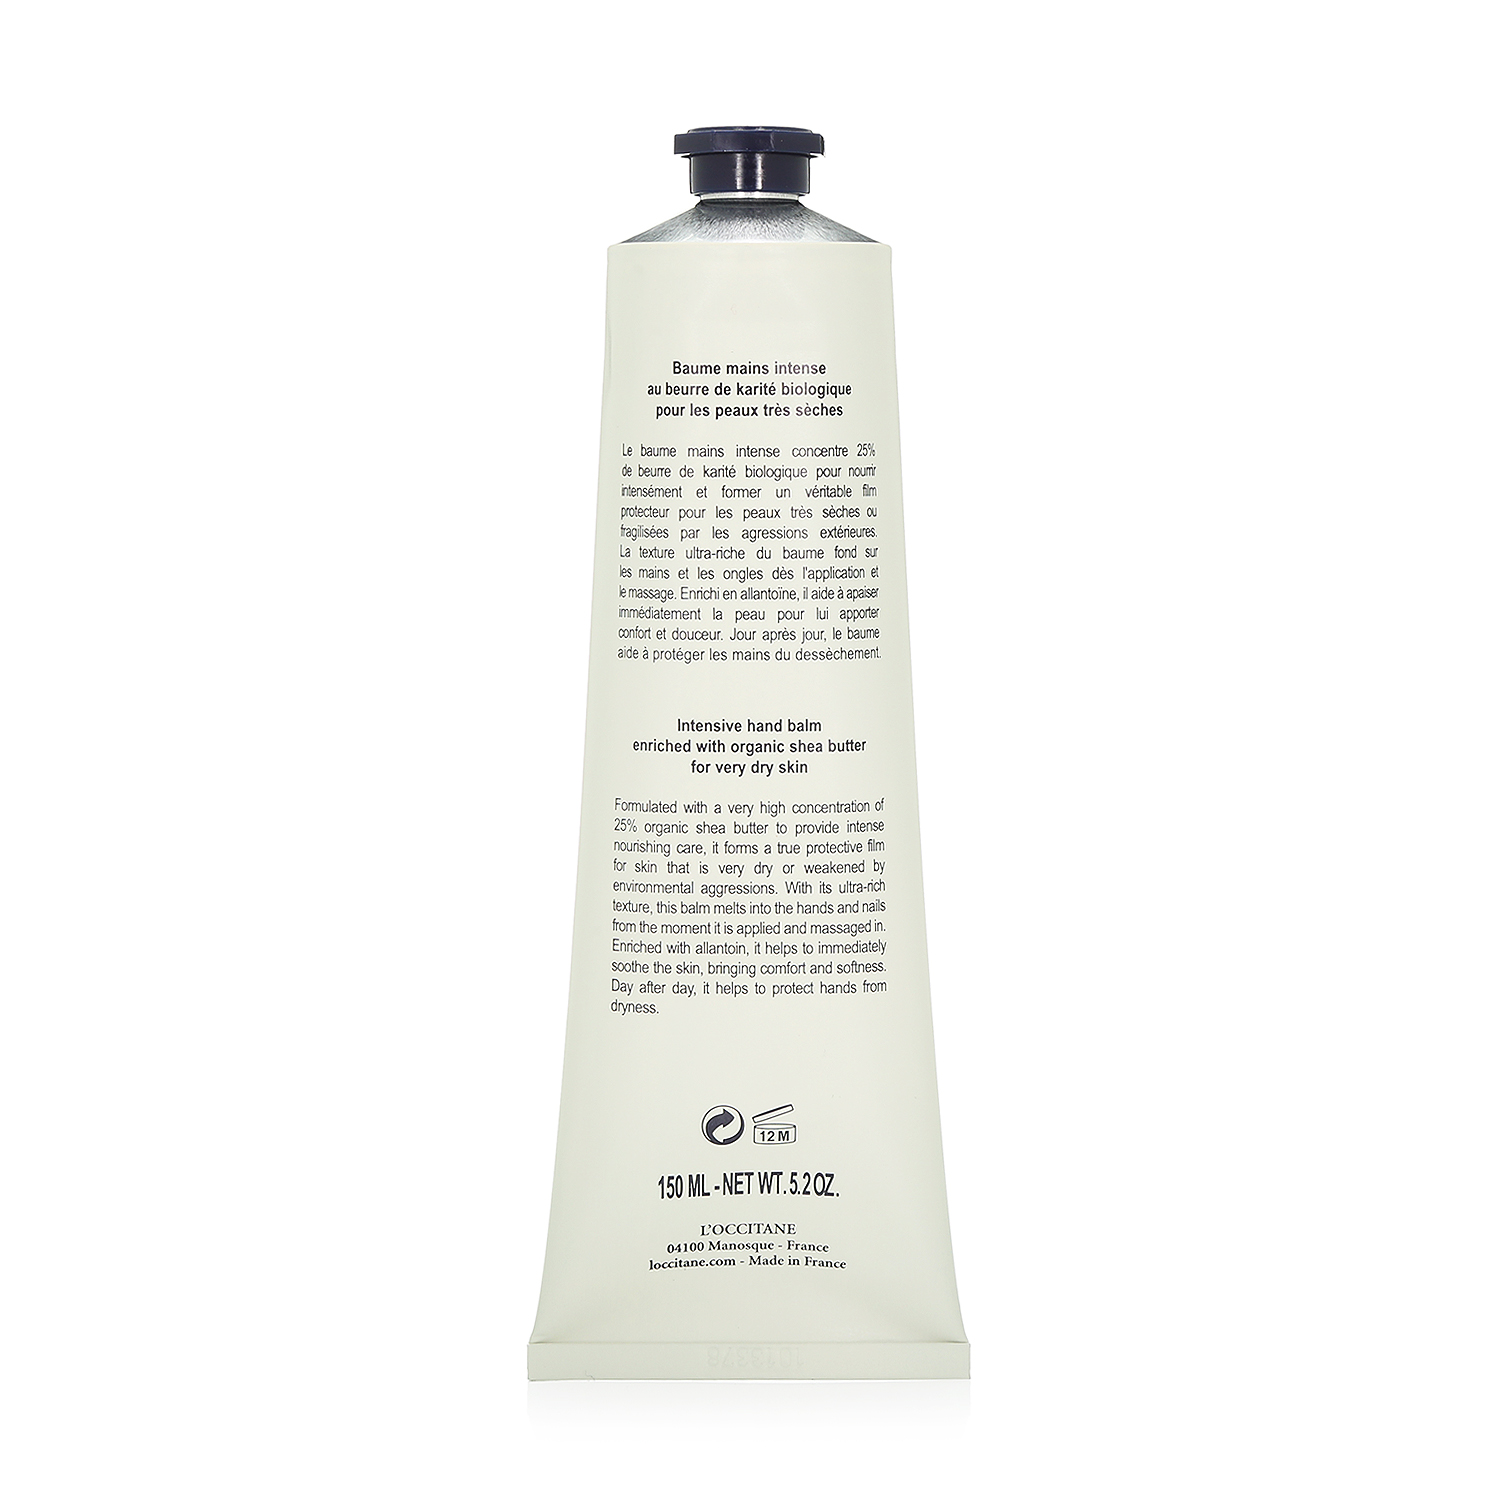 Baume mains intense
au beurre de karité biologique
pour les peaux très sèches
Le baume mains intense concentre 25%
de beurre de karité biologique pour nourrir
intensément et former un véritable film
protecteur pour les peaux très sèches ou
fragilisées par les agressions extérieures.
La texture ultra-riche du baume fond sur
les mains et les ongles dès l'application et
le massage. Enrichi en allantoïne, il aide à apaiser
immédiatement la peau pour lui apporter
confort et douceur. Jour après jour, le baume
aide à protéger les mains du dessèchement.
Intensive hand balm
enriched with organic shea butter
for very dry skin
Formulated with a very high concentration of
25% organic shea butter to provide intense
nourishing care, it forms a true protective film
for skin that is very dry or weakened by
environmental aggressions. With its ultra-rich
texture, this balm melts into the hands and nails
from the moment it is applied and massaged in.
Enriched with allantoin, it helps to immediately
soothe the skin, bringing comfort and softness.
Day after day, it helps to protect hands from
dryness.
12 M
150 ML - NET WT. 5.2 OZ.
L'OCCITANE
04100 Manosque - France
loccitane.com - Made in France